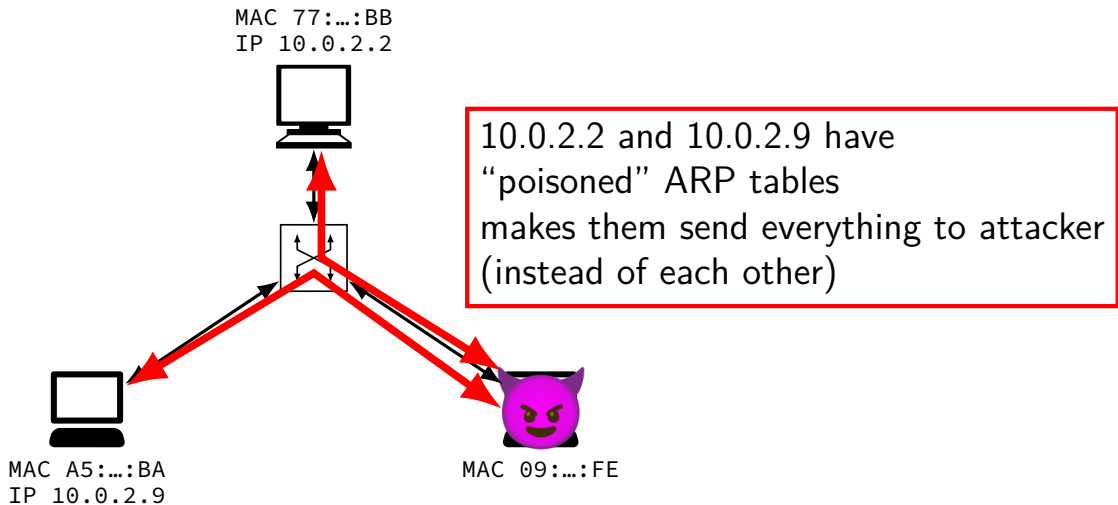 MAC 77:…:BB
IP 10.0.2.2
10.0.2.2 and 10.0.2.9 have
“poisoned” ARP tables
makes them send everything to attacker
(instead of each other)
MAC A5:…:BA
IP 10.0.2.9
MAC 09:…:FE